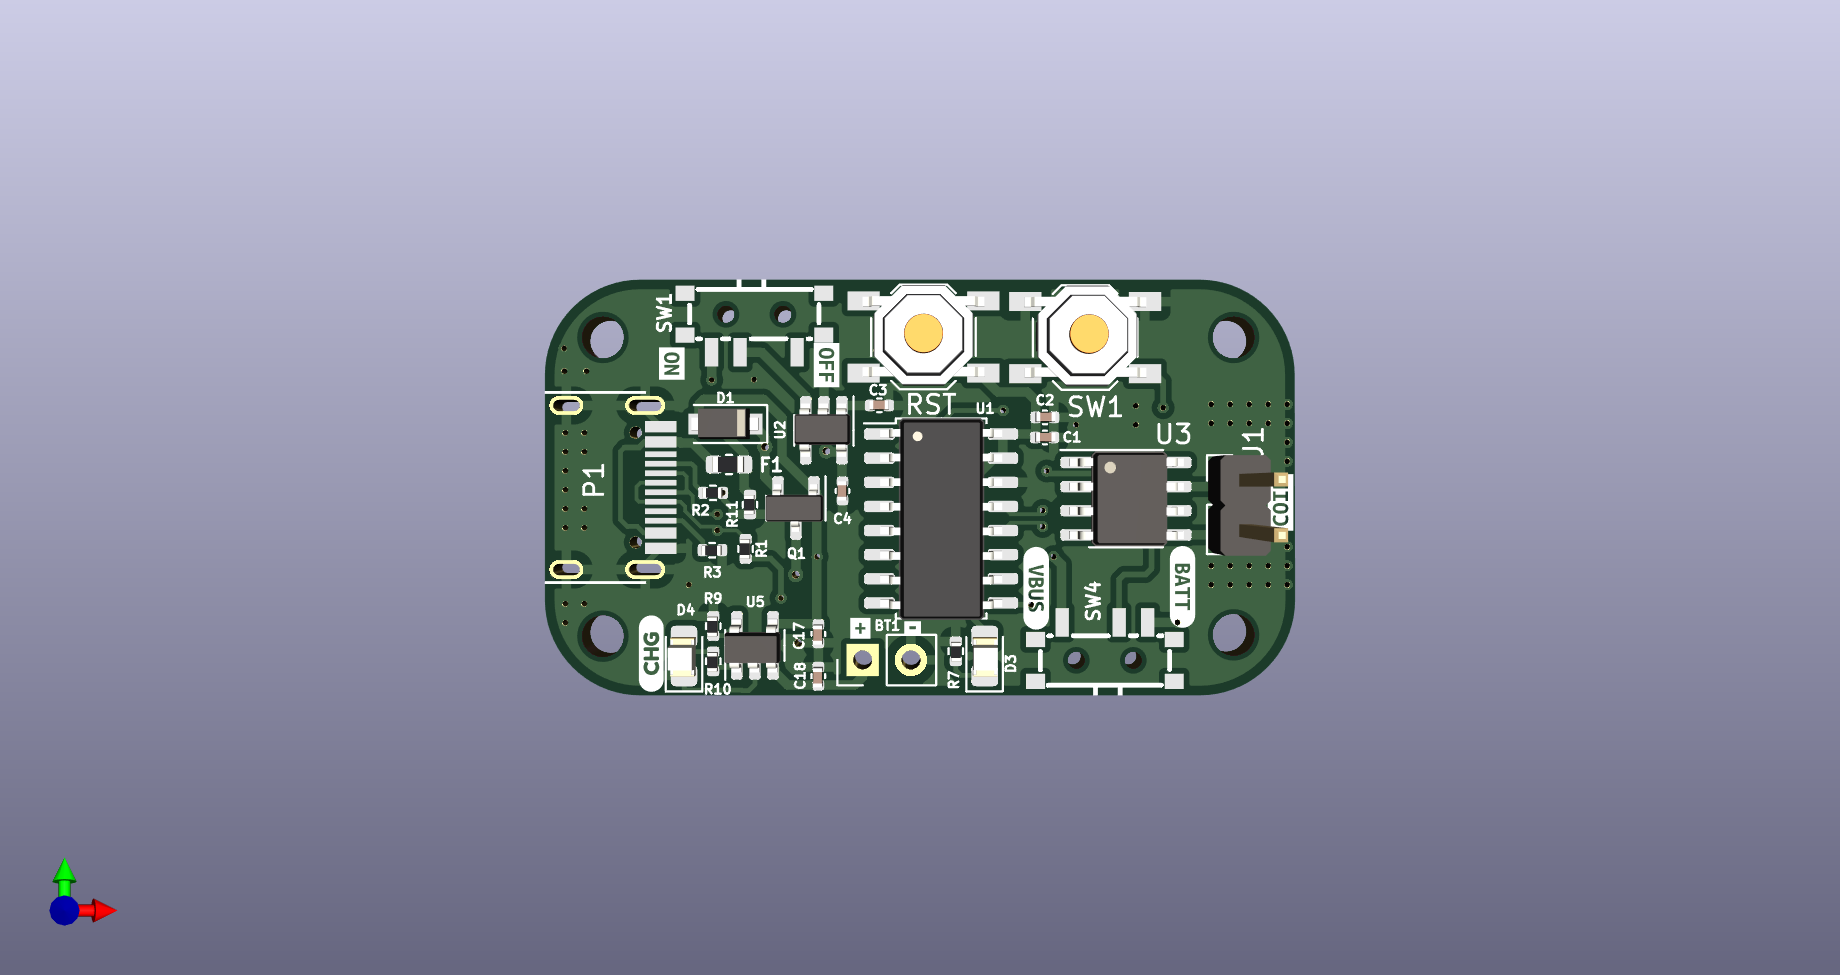 SW1
ON
OFF
D1
U2
C3
RST
U1
C2
SW1
C1
U3
J1
P1
F1
R2
R11
C4
COI
R3
R1
Q1
VBUS
SW4
BATT
D4
R9
U5
C17
+
BT1
-
CHG
R10
C18
R7
D3